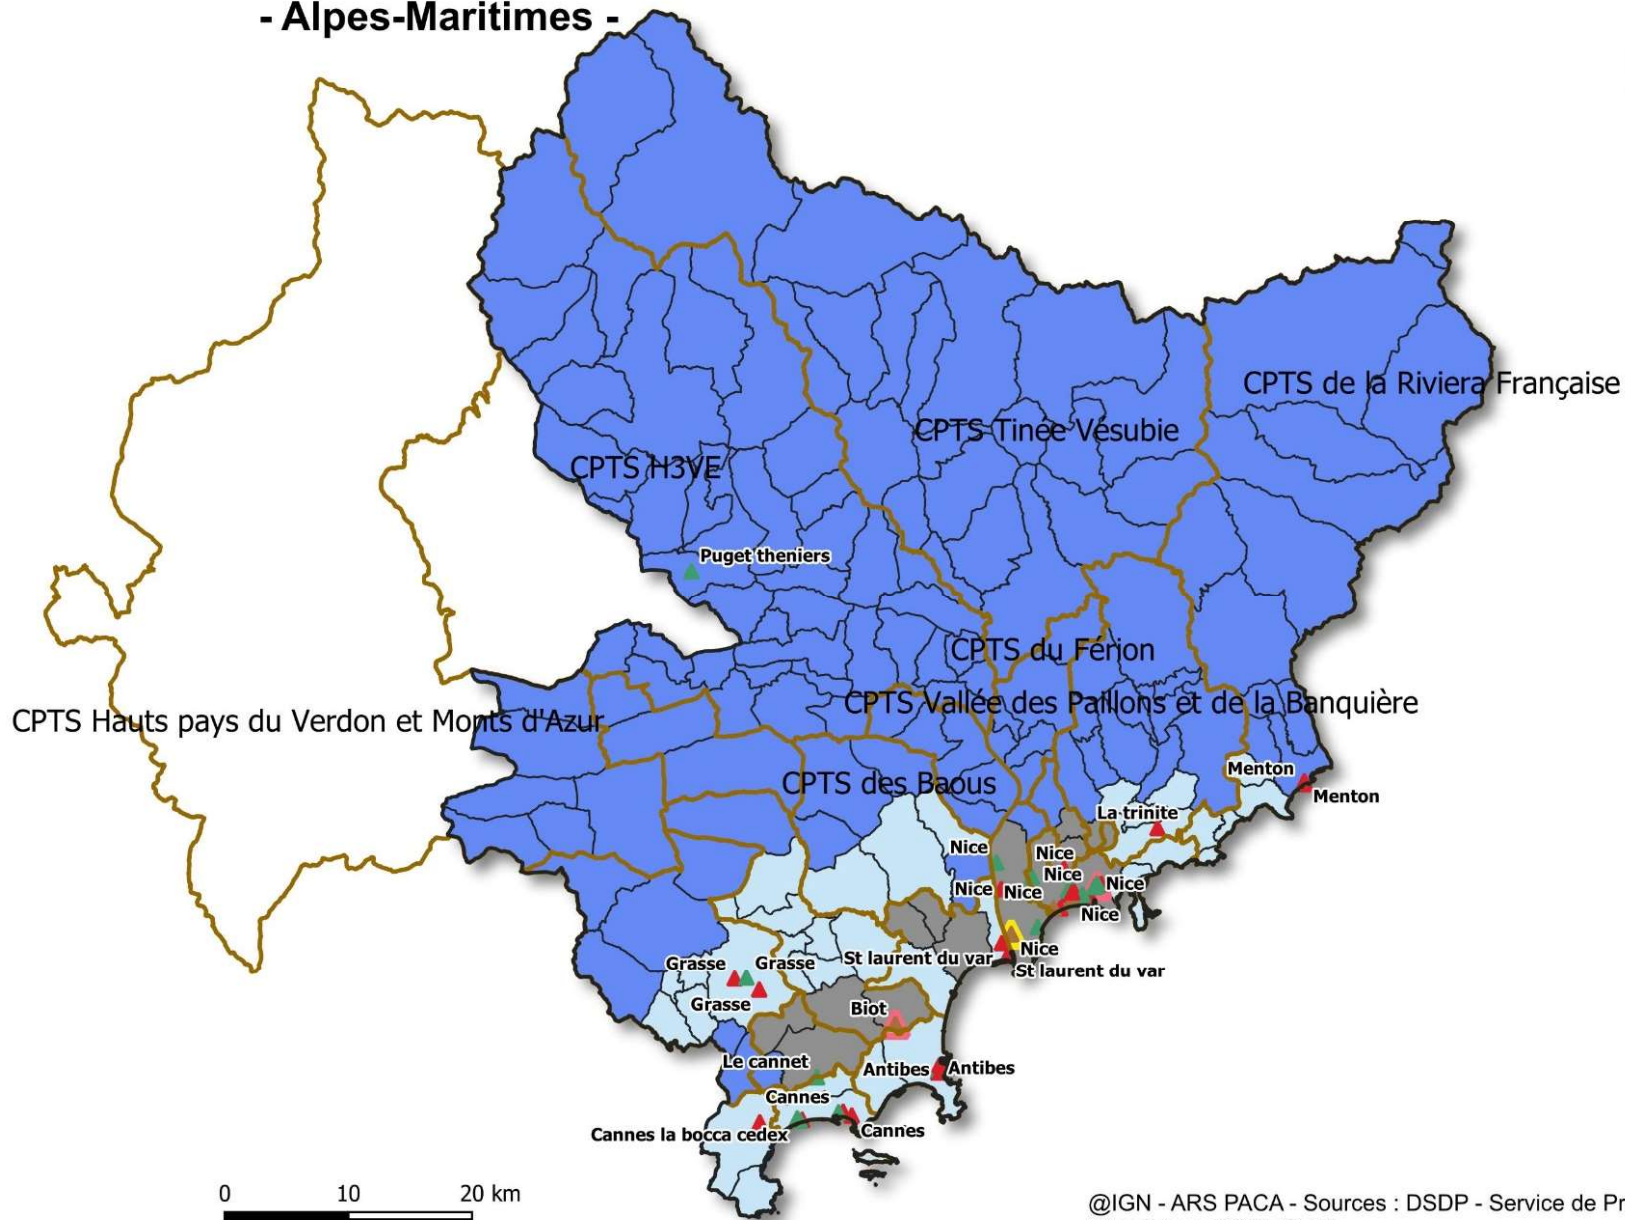 - Alpes-Maritimes -
CPTS de la Riviera Française
CPTS Tinée Vésubie
CPTS H3VE
Puget theniers
CPTS du Férion
CPTS Vallée des Paillons et de la Banquière
CPTS Hauts pays du Verdon et Monts d'Azur
CPTS des Baous
Menton
Menton
La trinite
Nice
Nice
Nice
Nice
Nice
Nice
Nice
Nice
St laurent du var
St laurent du var
Grasse
Grasse
Grasse
Biot
Le cannet
Antibes
Antibes
Cannes
Cannes
Cannes la bocca cedex
0 10 20 km
@IGN - ARS PACA - Sources : DSDP - Service de Pr